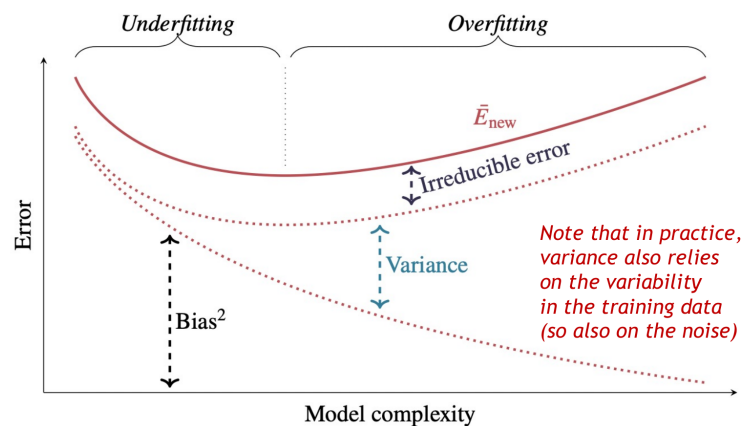 Underfitting
Overfitting
Ēnew
Irreducible error
Error
Variance
Bias²
Note that in practice,
variance also relies
on the variability
in the training data
(so also on the noise)
Model complexity